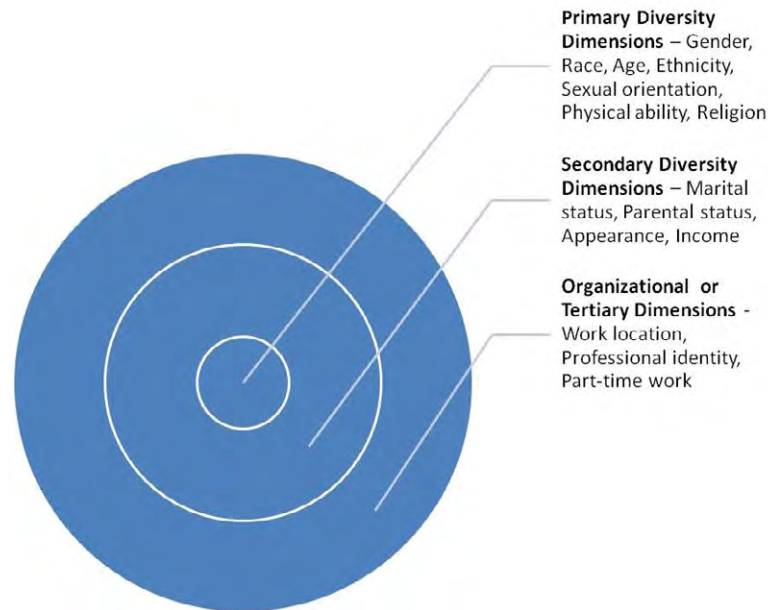 Primary Diversity
Dimensions – Gender,
Race, Age, Ethnicity,
Sexual orientation,
Physical ability, Religion
Secondary Diversity
Dimensions – Marital
status, Parental status,
Appearance, Income
Organizational or
Tertiary Dimensions -
Work location,
Professional identity,
Part-time work